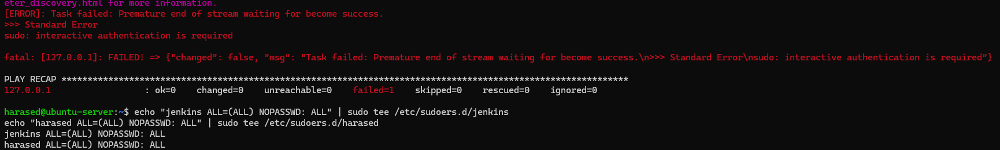 eter_discovery.html for more information.
[ERROR]: Task failed: Premature end of stream waiting for become success.
>>> Standard Error
sudo: interactive authentication is required
fatal: [127.0.0.1]: FAILED! => {"changed": false, "msg": "Task failed: Premature end of stream waiting for become success.\n>>> Standard Error\nsudo: interactive authentication is required"}
PLAY RECAP *************************************************************************************************************
127.0.0.1                  : ok=0    changed=0    unreachable=0    failed=1    skipped=0    rescued=0    ignored=0
harased@ubuntu-server:~$ echo "jenkins ALL=(ALL) NOPASSWD: ALL" | sudo tee /etc/sudoers.d/jenkins
echo "harased ALL=(ALL) NOPASSWD: ALL" | sudo tee /etc/sudoers.d/harased
jenkins ALL=(ALL) NOPASSWD: ALL
harased ALL=(ALL) NOPASSWD: ALL